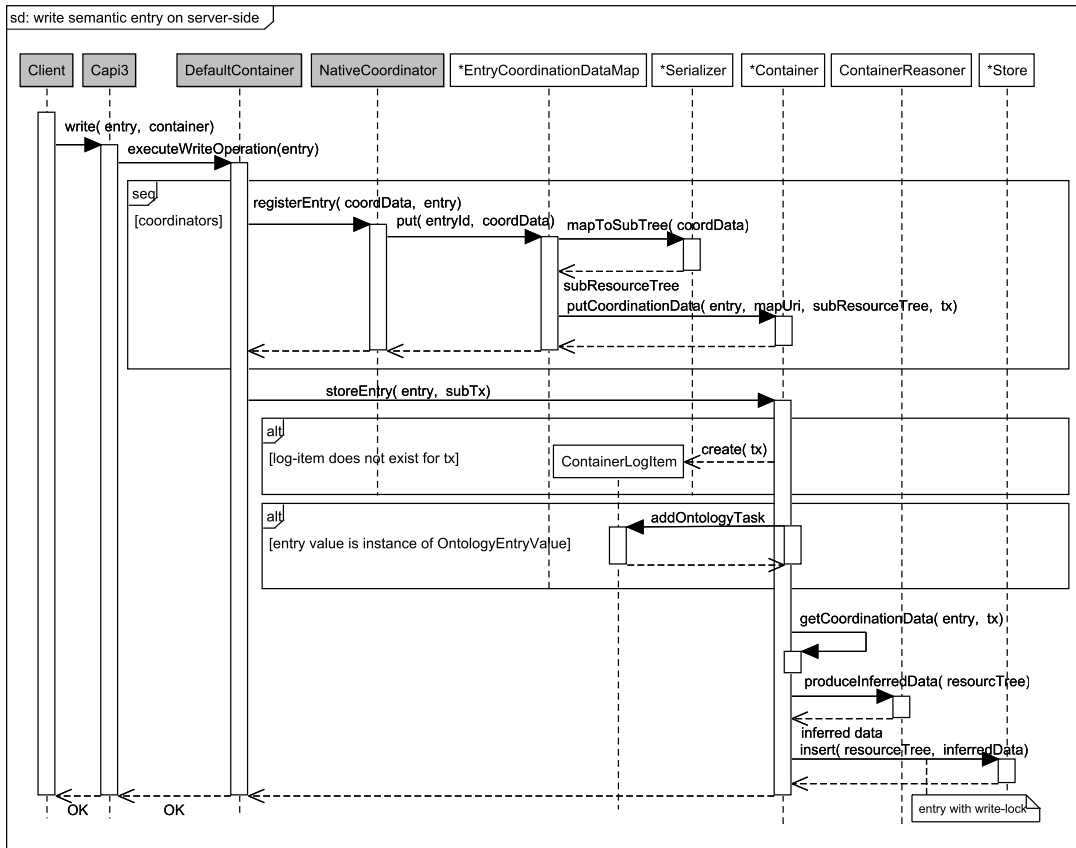 sd: write semantic entry on server-side
Client
Capi3
DefaultContainer
NativeCoordinator
*EntryCoordinationDataMap
*Serializer
*Container
ContainerReasoner
*Store
write( entry, container)
executeWriteOperation(entry)
seq
[coordinators]
registerEntry( coordData, entry)
put( entryId, coordData)
mapToSubTree( coordData)
subResourceTree
putCoordinationData( entry, mapUri, subResourceTree, tx)
storeEntry( entry, subTx)
alt
[log-item does not exist for tx]
ContainerLogItem
create( tx)
alt
[entry value is instance of OntologyEntryValue]
addOntologyTask
getCoordinationData( entry, tx)
produceInferredData( resourcTree)
inferred data
insert( resourceTree, inferredData)
entry with write-lock
OK
OK